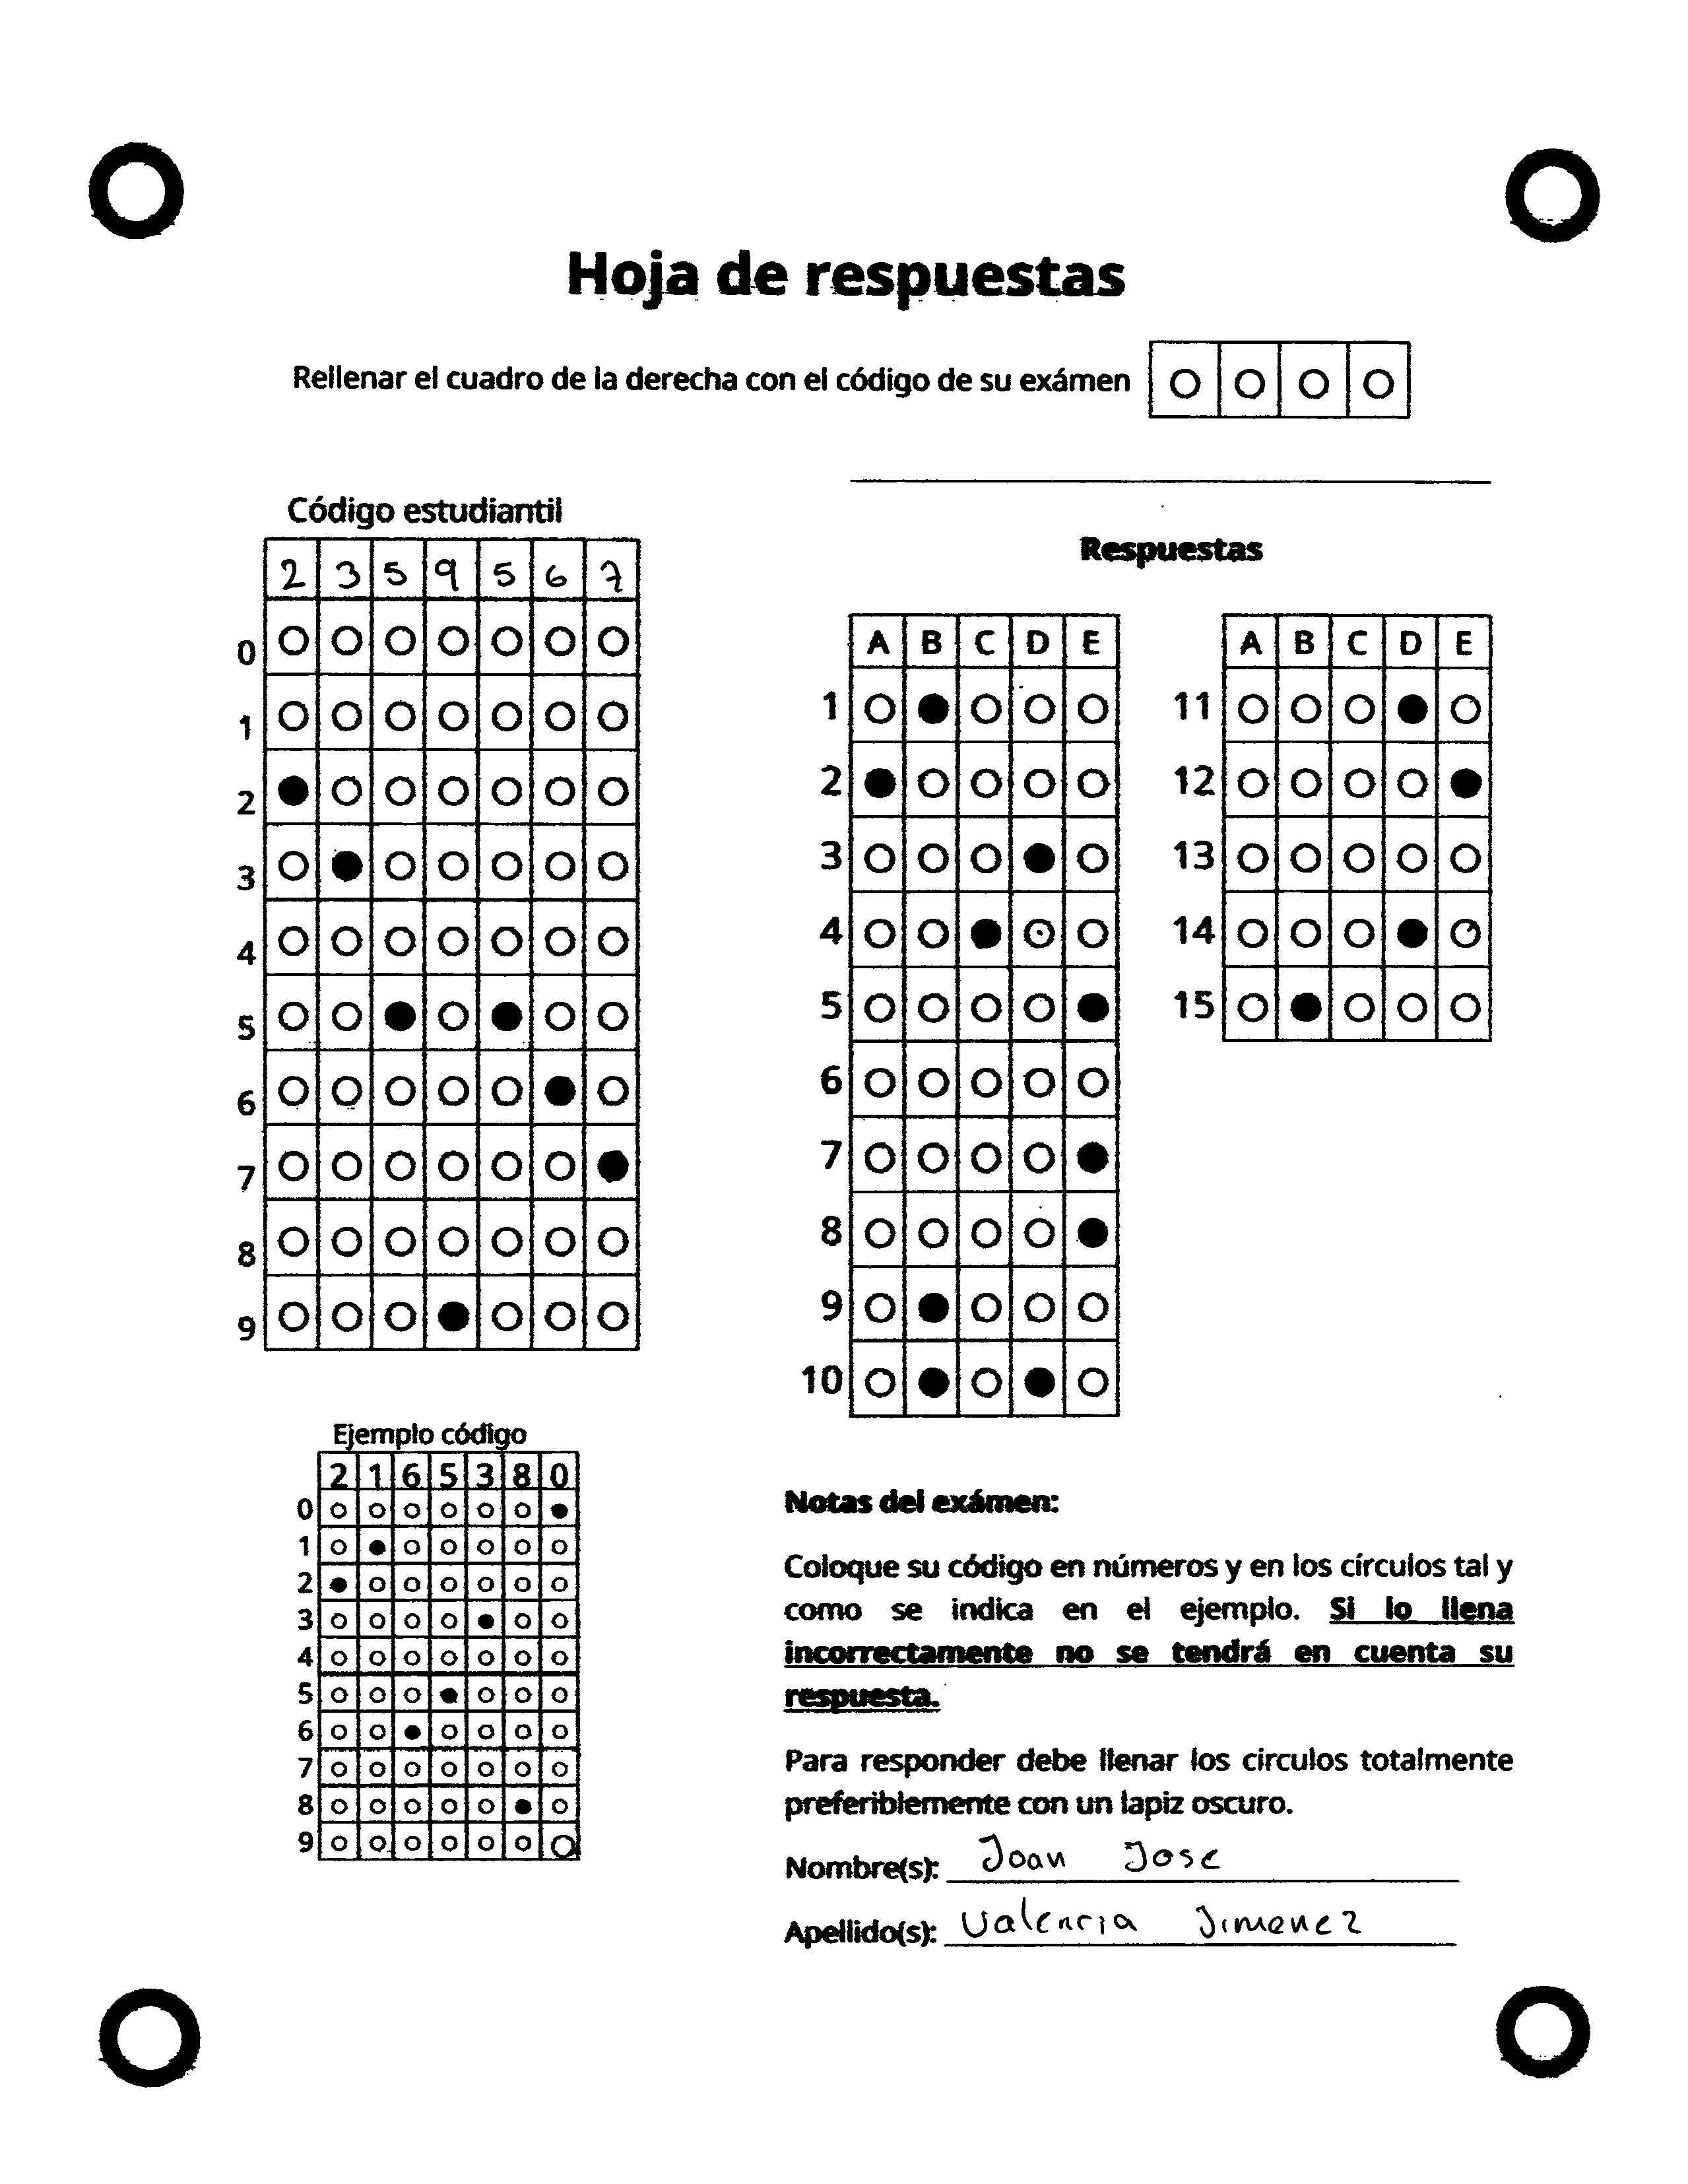 Hoja de respuestas
Rellenar el cuadro de la derecha con el código de su exámen
Código estudiantil
2 3 5 9 5 6 7
0
1
2
3
4
5
6
7
8
9
Ejemplo código
2 1 6 5 3 8 0
0
1
2
3
4
5
6
7
8
9
Respuestas
A B C D E
1
2
3
4
5
6
7
8
9
10
A B C D E
11
12
13
14
15
Notas del exámen:
Coloque su código en números y en los círculos tal y
como se indica en el ejemplo. Si lo llena
incorrectamente no se tendrá en cuenta su
respuesta.
Para responder debe llenar los circulos totalmente
preferiblemente con un lapiz oscuro.
Nombre(s): Joan Jose
Apellido(s): Valencia Jimenez